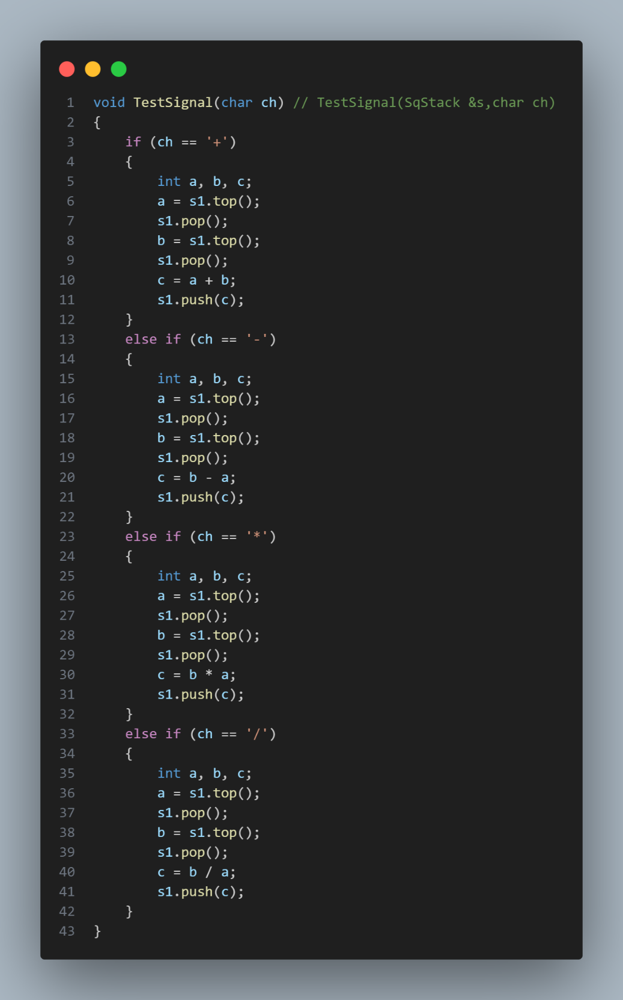 1 void TestSignal(char ch) // TestSignal(SqStack &s,char ch)
2 {
3     if (ch == '+')
4     {
5         int a, b, c;
6         a = s1.top();
7         s1.pop();
8         b = s1.top();
9         s1.pop();
10         c = a + b;
11         s1.push(c);
12     }
13     else if (ch == '-')
14     {
15         int a, b, c;
16         a = s1.top();
17         s1.pop();
18         b = s1.top();
19         s1.pop();
20         c = b - a;
21         s1.push(c);
22     }
23     else if (ch == '*')
24     {
25         int a, b, c;
26         a = s1.top();
27         s1.pop();
28         b = s1.top();
29         s1.pop();
30         c = b * a;
31         s1.push(c);
32     }
33     else if (ch == '/')
34     {
35         int a, b, c;
36         a = s1.top();
37         s1.pop();
38         b = s1.top();
39         s1.pop();
40         c = b / a;
41         s1.push(c);
42     }
43 }